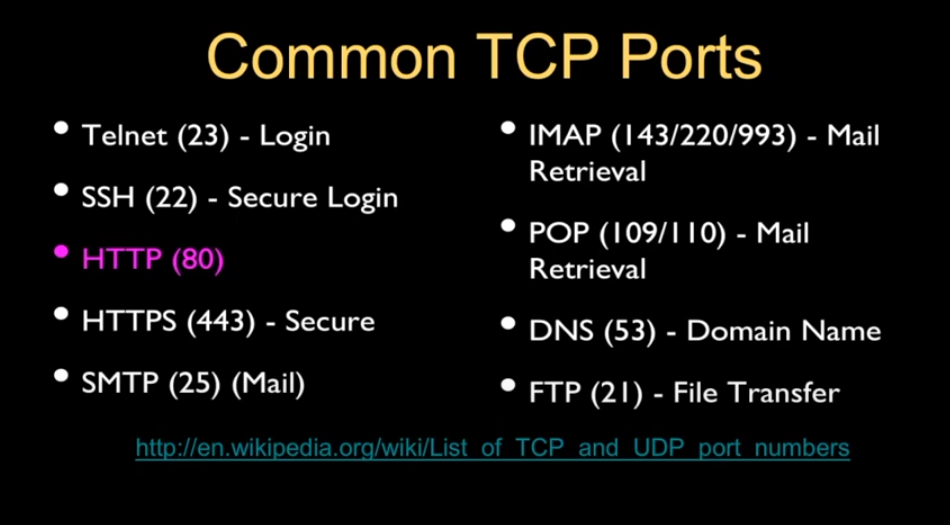 Common TCP Ports
• Telnet (23) - Login
• SSH (22) - Secure Login
• HTTP (80)
• HTTPS (443) - Secure
• SMTP (25) (Mail)
• IMAP (143/220/993) - Mail
Retrieval
• POP (109/110) - Mail
Retrieval
• DNS (53) - Domain Name
• FTP (21) - File Transfer
http://en.wikipedia.org/wiki/List_of_TCP_and_UDP_port_numbers